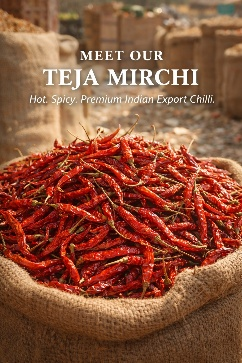 MEET OUR
TEJA MIRCHI
Hot. Spicy. Premium Indian Export Chilli.